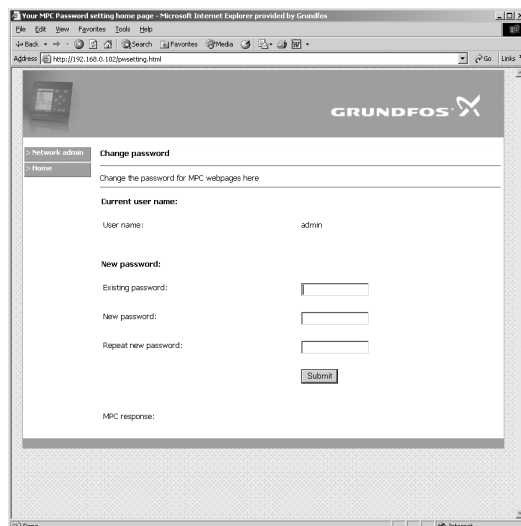 Your MPC Password setting home page - Microsoft Internet Explorer provided by Grundfos
File Edit View Favorites Tools Help
Back Search Favorites Media
Address http://192.168.0.102/pwsetting.html Go Links
GRUNDFOS
> Network admin
> Home
Change password
Change the password for MPC webpages here
Current user name:
User name: admin
New password:
Existing password:
New password:
Repeat new password:
Submit
MPC response:
Done Internet